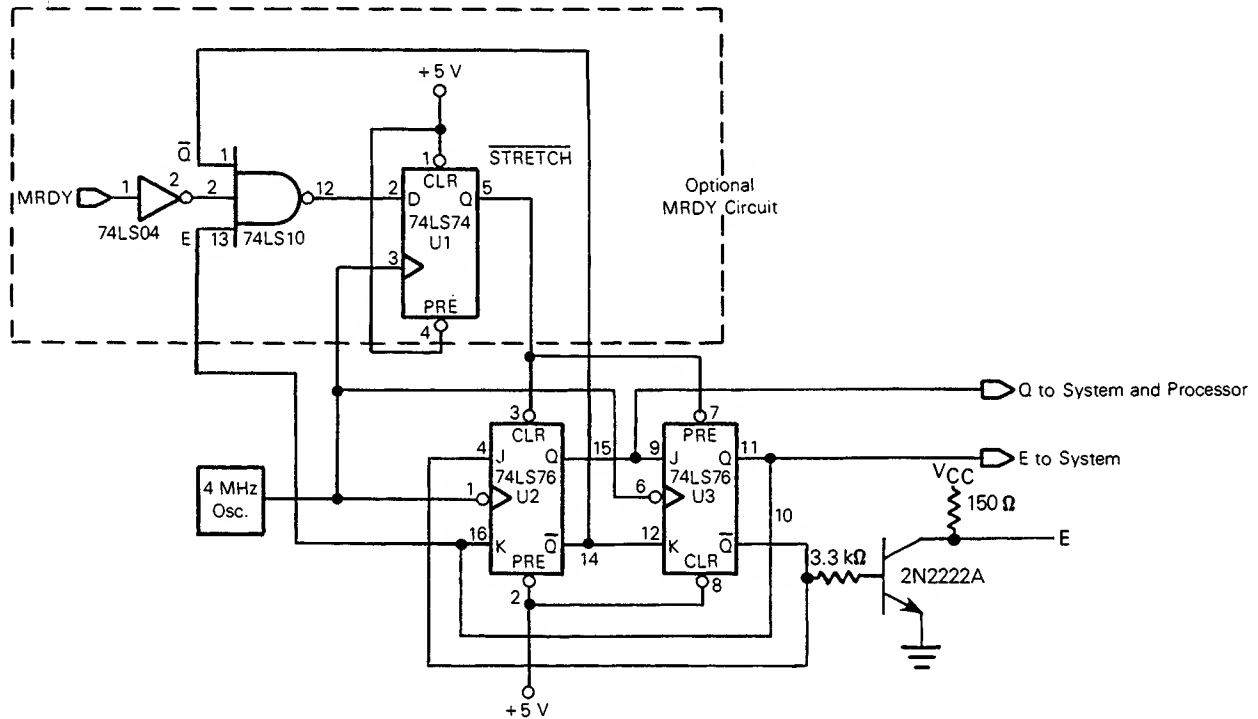 +5 V
Q̅
1
1
S̅T̅R̅E̅T̅C̅H̅
MRDY
1
2
2
12
2
D
CLR
Q
5
Optional
MRDY Circuit
74LS04
E
13
74LS10
74LS74
U1
3
PRE
4
3
CLR
7
PRE
Q to System and Processor
4
J
Q
15
9
J
Q
11
E to System
4 MHz
Osc.
1
74LS76
U2
6
74LS76
U3
VCC
150 Ω
10
16
K
Q̅
14
12
K
Q̅
3.3 kΩ
E
2N2222A
PRE
2
CLR
8
+5 V